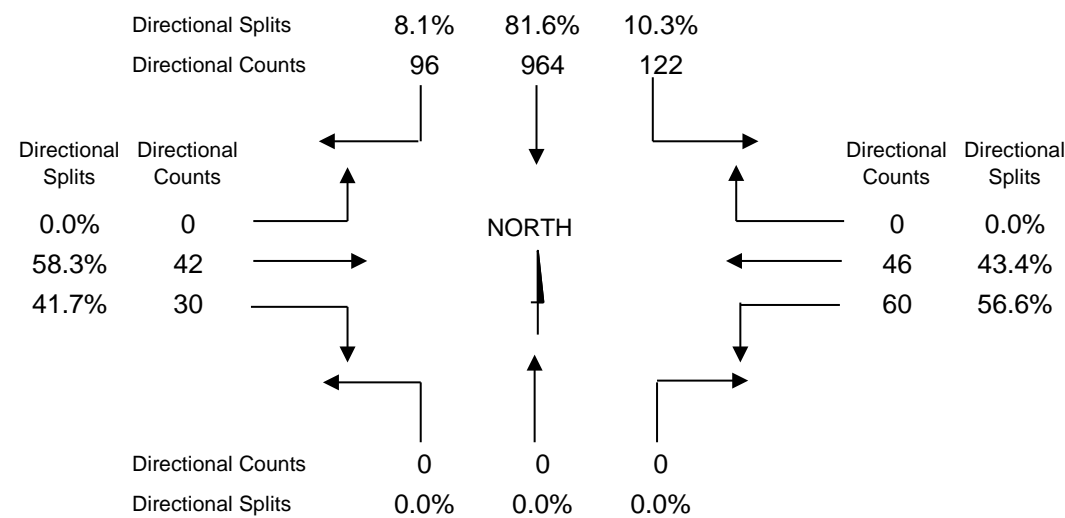 Directional Splits 8.1% 81.6% 10.3%
Directional Counts 96 964 122
Directional Directional Directional Directional
Splits Counts Counts Splits
0.0% 0 NORTH 0 0.0%
58.3% 42 46 43.4%
41.7% 30 60 56.6%
Directional Counts 0 0 0
Directional Splits 0.0% 0.0% 0.0%